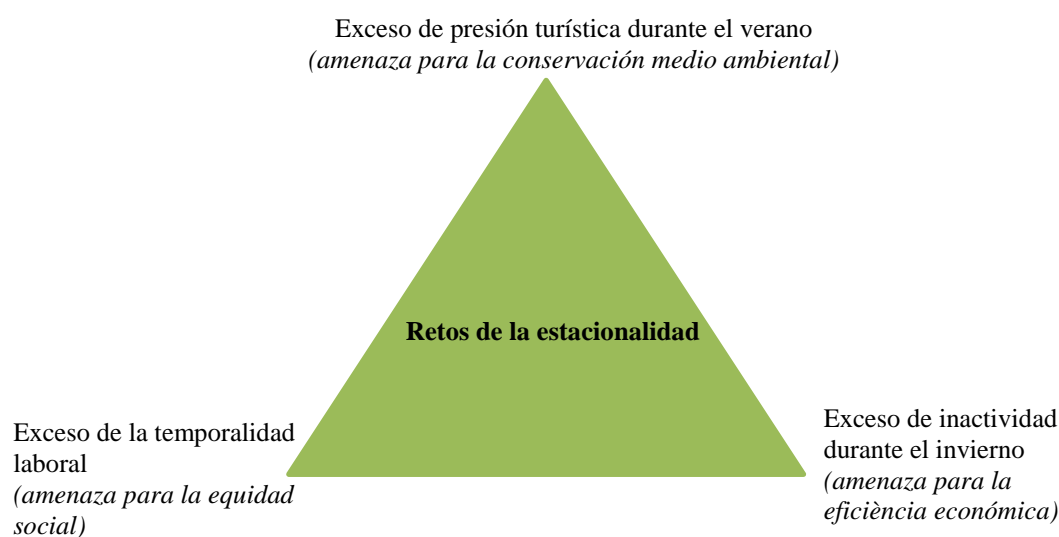 Exceso de presión turística durante el verano
(amenaza para la conservación medio ambiental)
Retos de la estacionalidad
Exceso de la temporalidad
laboral
(amenaza para la equidad
social)
Exceso de inactividad
durante el invierno
(amenaza para la
eficiència económica)